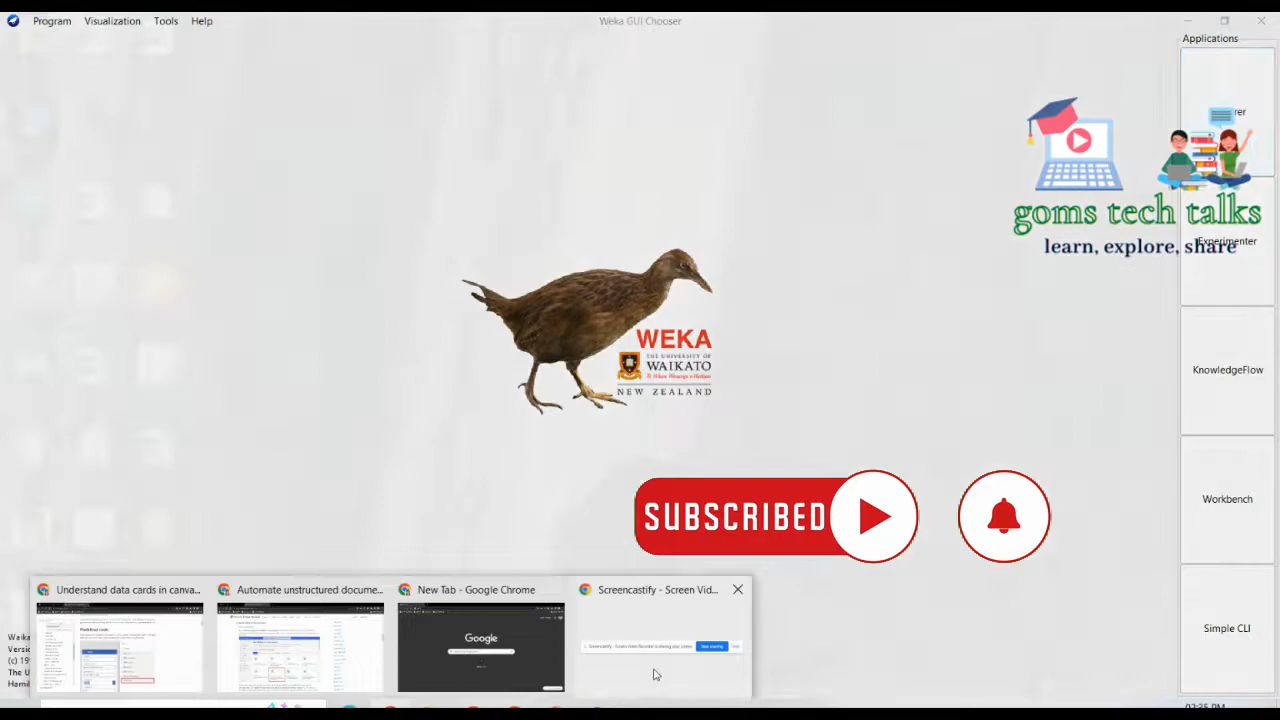 Program Visualization Tools Help
Weka GUI Chooser
Applications
goms tech talks
learn, explore, share
Experimenter
WEKA
THE UNIVERSITY OF
WAIKATO
NEW ZEALAND
KnowledgeFlow
Workbench
SUBSCRIBED
Simple CLI
Understand data cards in canva...
Automate unstructured docume...
New Tab - Google Chrome
Screencastify - Screen Vid...
Google